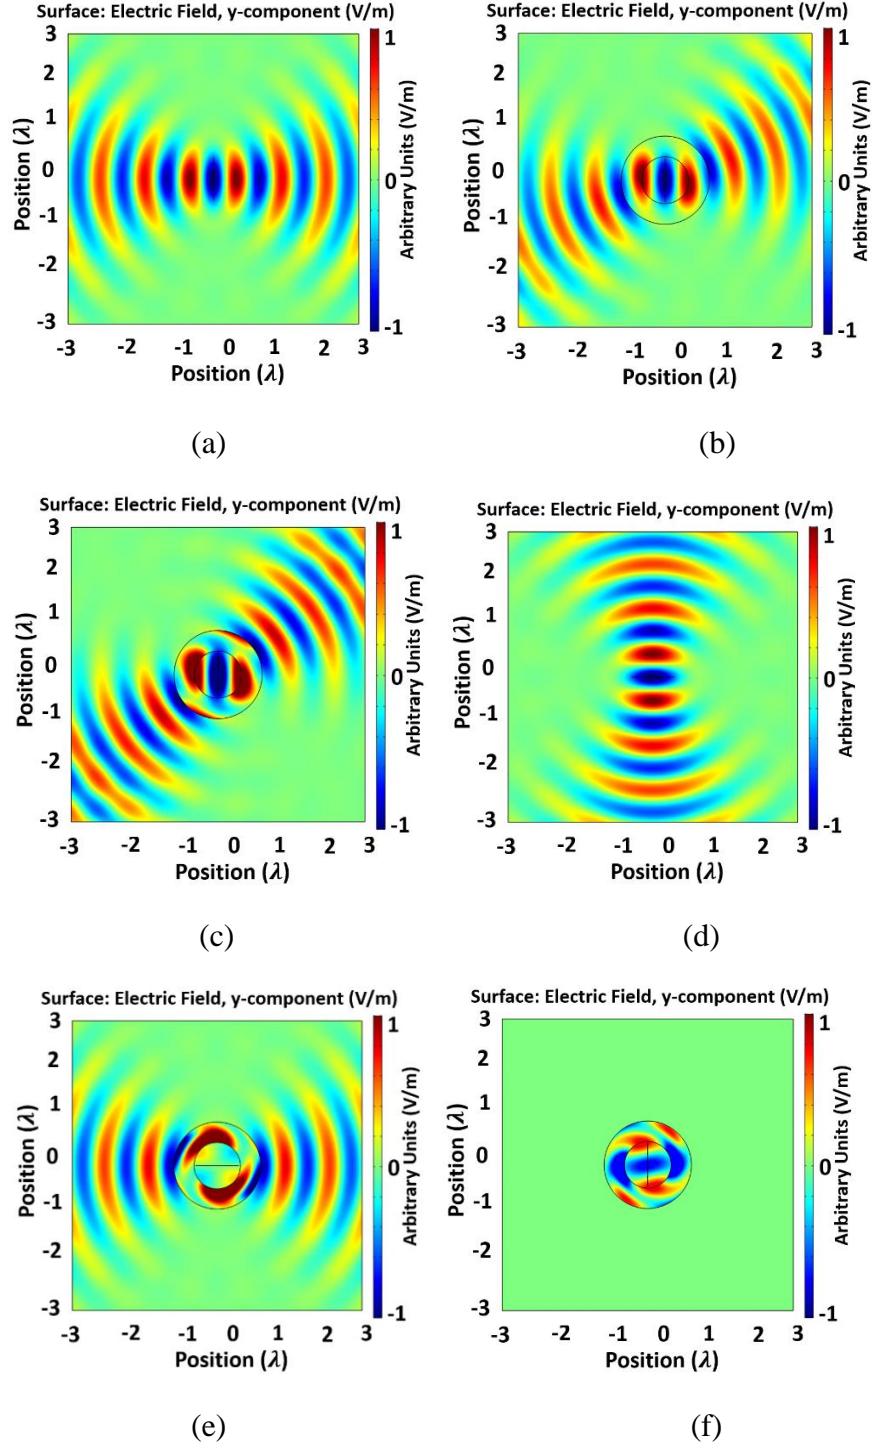 Surface: Electric Field, y-component (V/m)
Surface: Electric Field, y-component (V/m)
3
2
1
0
-1
-2
-3
Position (λ)
-3 -2 -1 0 1 2 3
Position (λ)
1
0
-1
Arbitrary Units (V/m)
3
2
1
0
-1
-2
-3
Position (λ)
-3 -2 -1 0 1 2 3
Position (λ)
1
0
-1
Arbitrary Units (V/m)
(a)
(b)
Surface: Electric Field, y-component (V/m)
Surface: Electric Field, y-component (V/m)
3
2
1
0
-1
-2
-3
Position (λ)
-3 -2 -1 0 1 2 3
Position (λ)
1
0
-1
Arbitrary Units (V/m)
3
2
1
0
-1
-2
-3
Position (λ)
-3 -2 -1 0 1 2 3
Position (λ)
1
0
-1
Arbitrary Units (V/m)
(c)
(d)
Surface: Electric Field, y-component (V/m)
Surface: Electric Field, y-component (V/m)
3
2
1
0
-1
-2
-3
Position (λ)
-3 -2 -1 0 1 2 3
Position (λ)
1
0
-1
Arbitrary Units (V/m)
3
2
1
0
-1
-2
-3
Position (λ)
-3 -2 -1 0 1 2 3
Position (λ)
1
0
-1
Arbitrary Units (V/m)
(e)
(f)